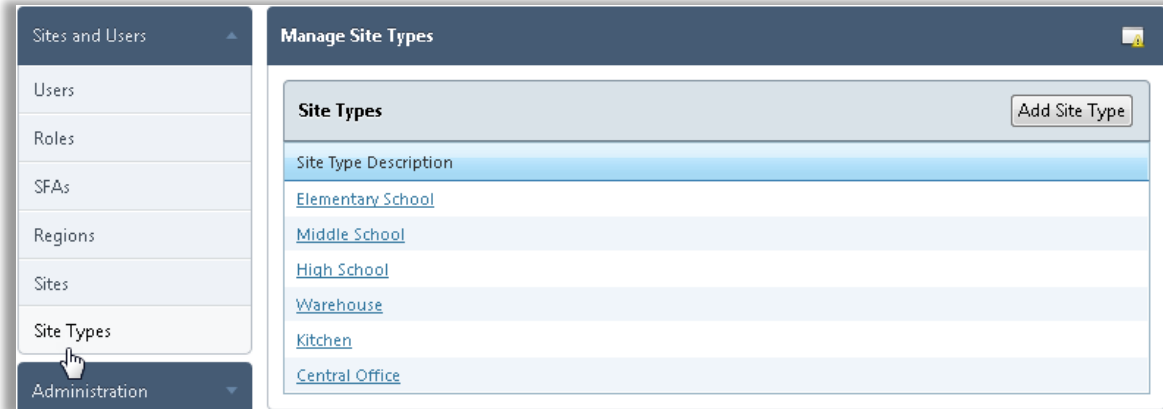 Sites and Users
Users
Roles
SFAs
Regions
Sites
Site Types
Administration
Manage Site Types
Site Types
Add Site Type
Site Type Description
Elementary School
Middle School
High School
Warehouse
Kitchen
Central Office